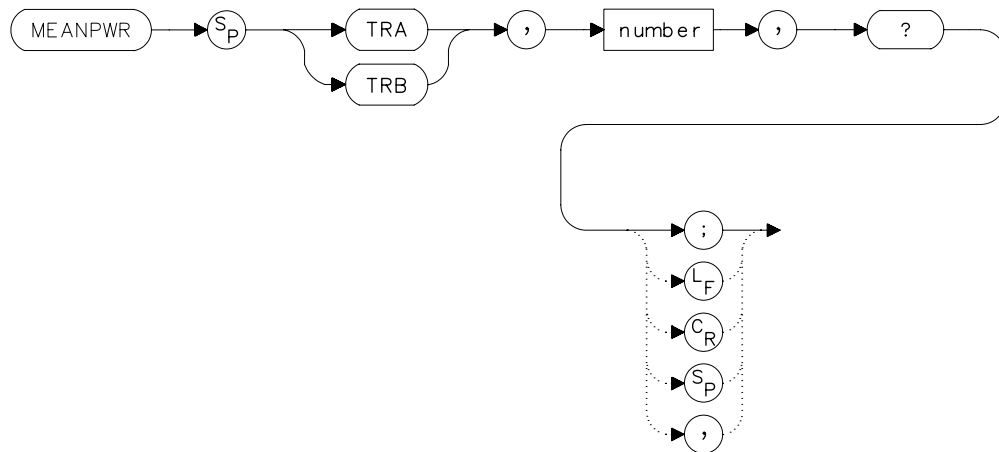 MEANPWR SP TRA , number , ?
TRB
;
LF
CR
SP
,